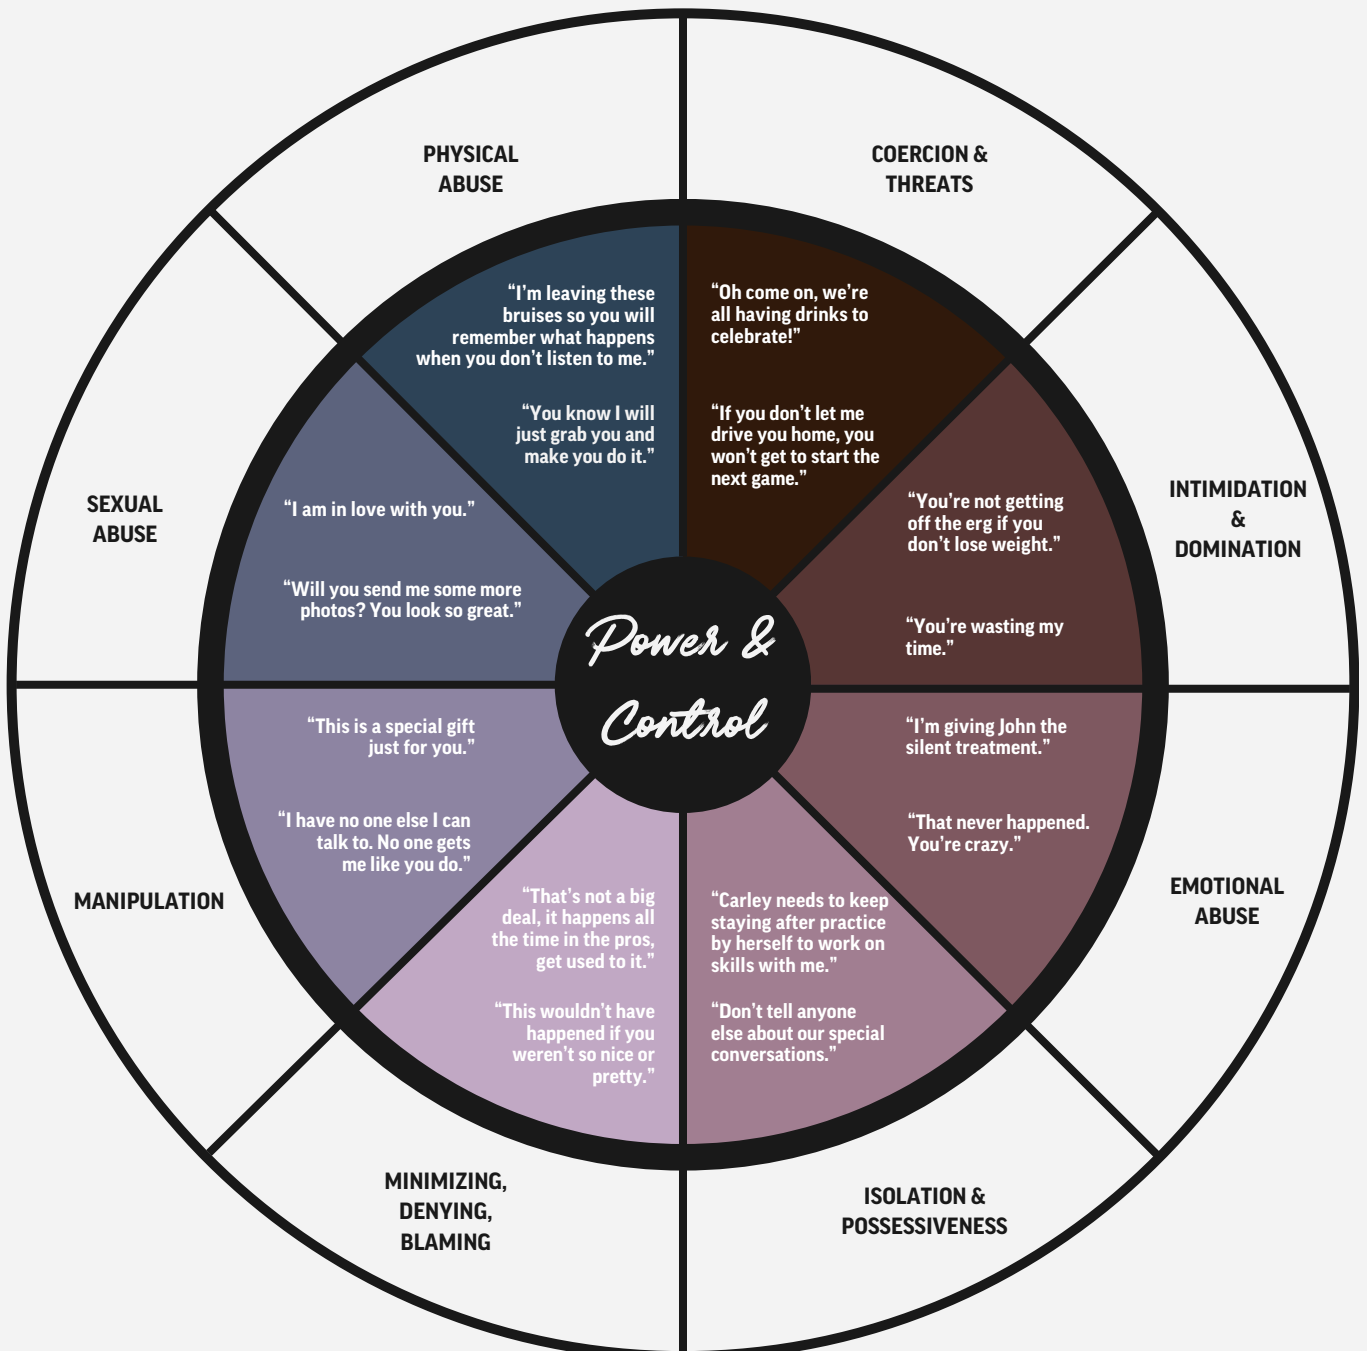 PHYSICAL
ABUSE
COERCION &
THREATS
“I’m leaving these
bruises so you will
remember what happens
when you don’t listen to me.”
“You know I will
just grab you and
make you do it.”
“Oh come on, we’re
all having drinks to
celebrate!”
“If you don’t let me
drive you home, you
won’t get to start the
next game.”
SEXUAL
ABUSE
“I am in love with you.”
“Will you send me some more
photos? You look so great.”
“You’re not getting
off the erg if you
don’t lose weight.”
“You’re wasting my
time.”
INTIMIDATION
&
DOMINATION
Power &
Control
“This is a special gift
just for you.”
“I have no one else I can
talk to. No one gets
me like you do.”
MANIPULATION
“I’m giving John the
silent treatment.”
“That never happened.
You’re crazy.”
EMOTIONAL
ABUSE
“That’s not a big
deal, it happens all
the time in the pros,
get used to it.”
“This wouldn’t have
happened if you
weren’t so nice or
pretty.”
“Carley needs to keep
staying after practice
by herself to work on
skills with me.”
“Don’t tell anyone
else about our special
conversations.”
MINIMIZING,
DENYING,
BLAMING
ISOLATION &
POSSESSIVENESS